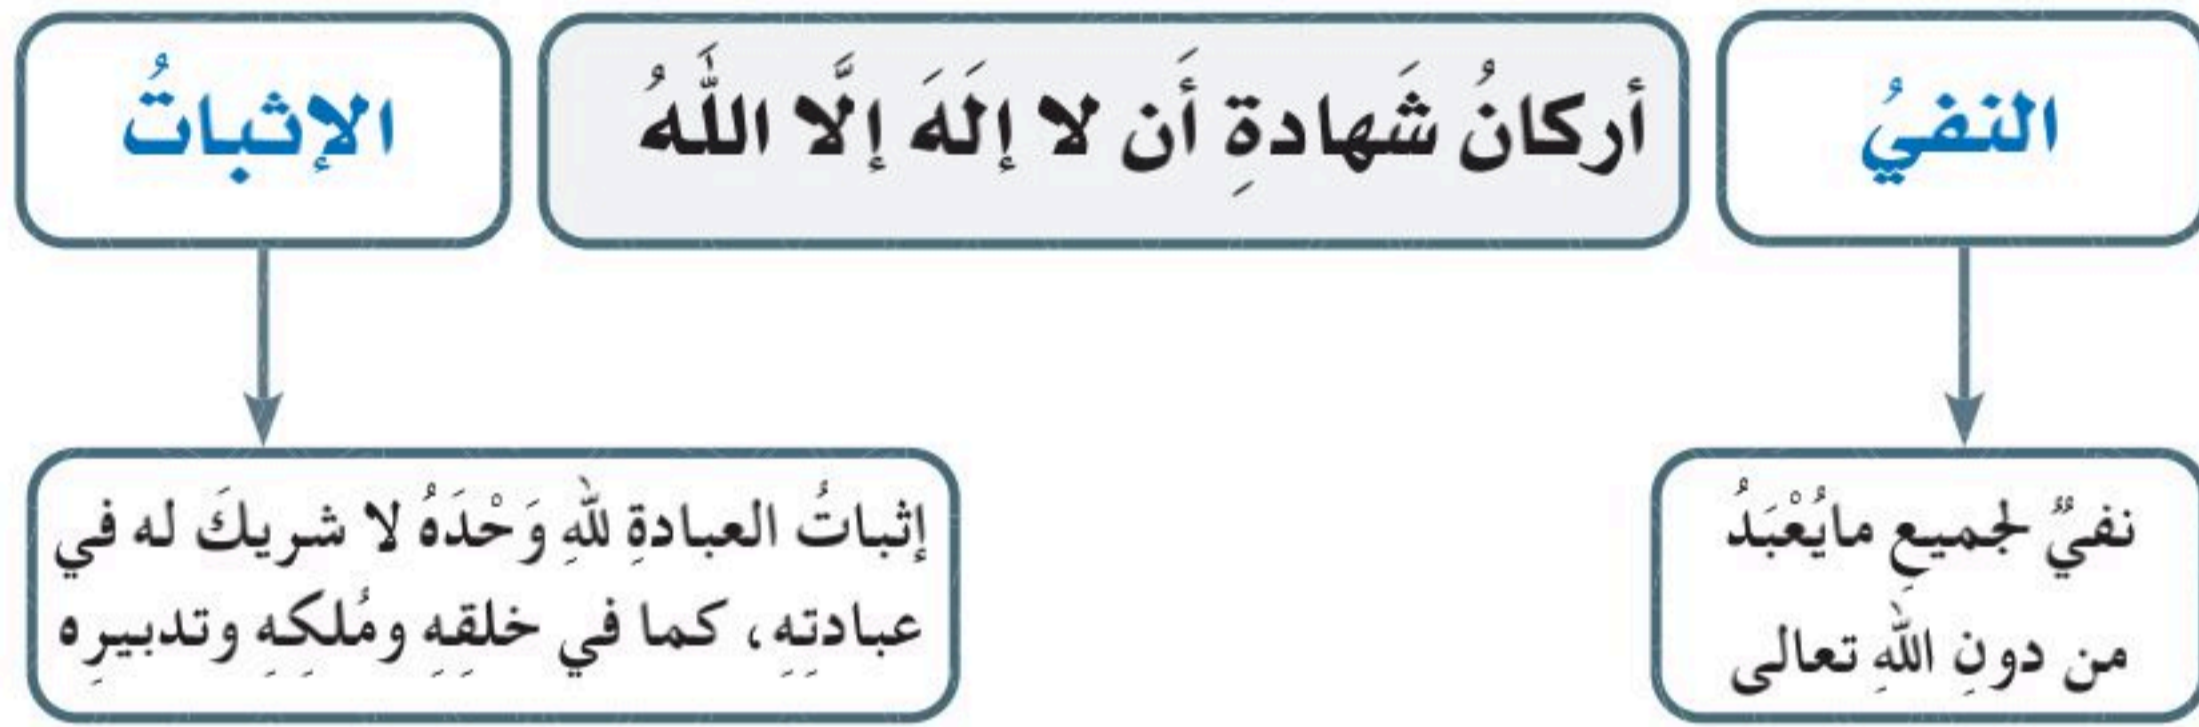 النفيُ
أركانُ شَهادةِ أَن لا إلَهَ إلَّا اللَّهُ
الإثباتُ
نفيٌ لجميعِ مايُعْبَدُ
من دونِ اللهِ تعالى
إثباتُ العبادةِ للهِ وَحْدَهُ لا شريكَ له في
عبادتِهِ، كما في خلقِهِ ومُلكِهِ وتدبيرِه